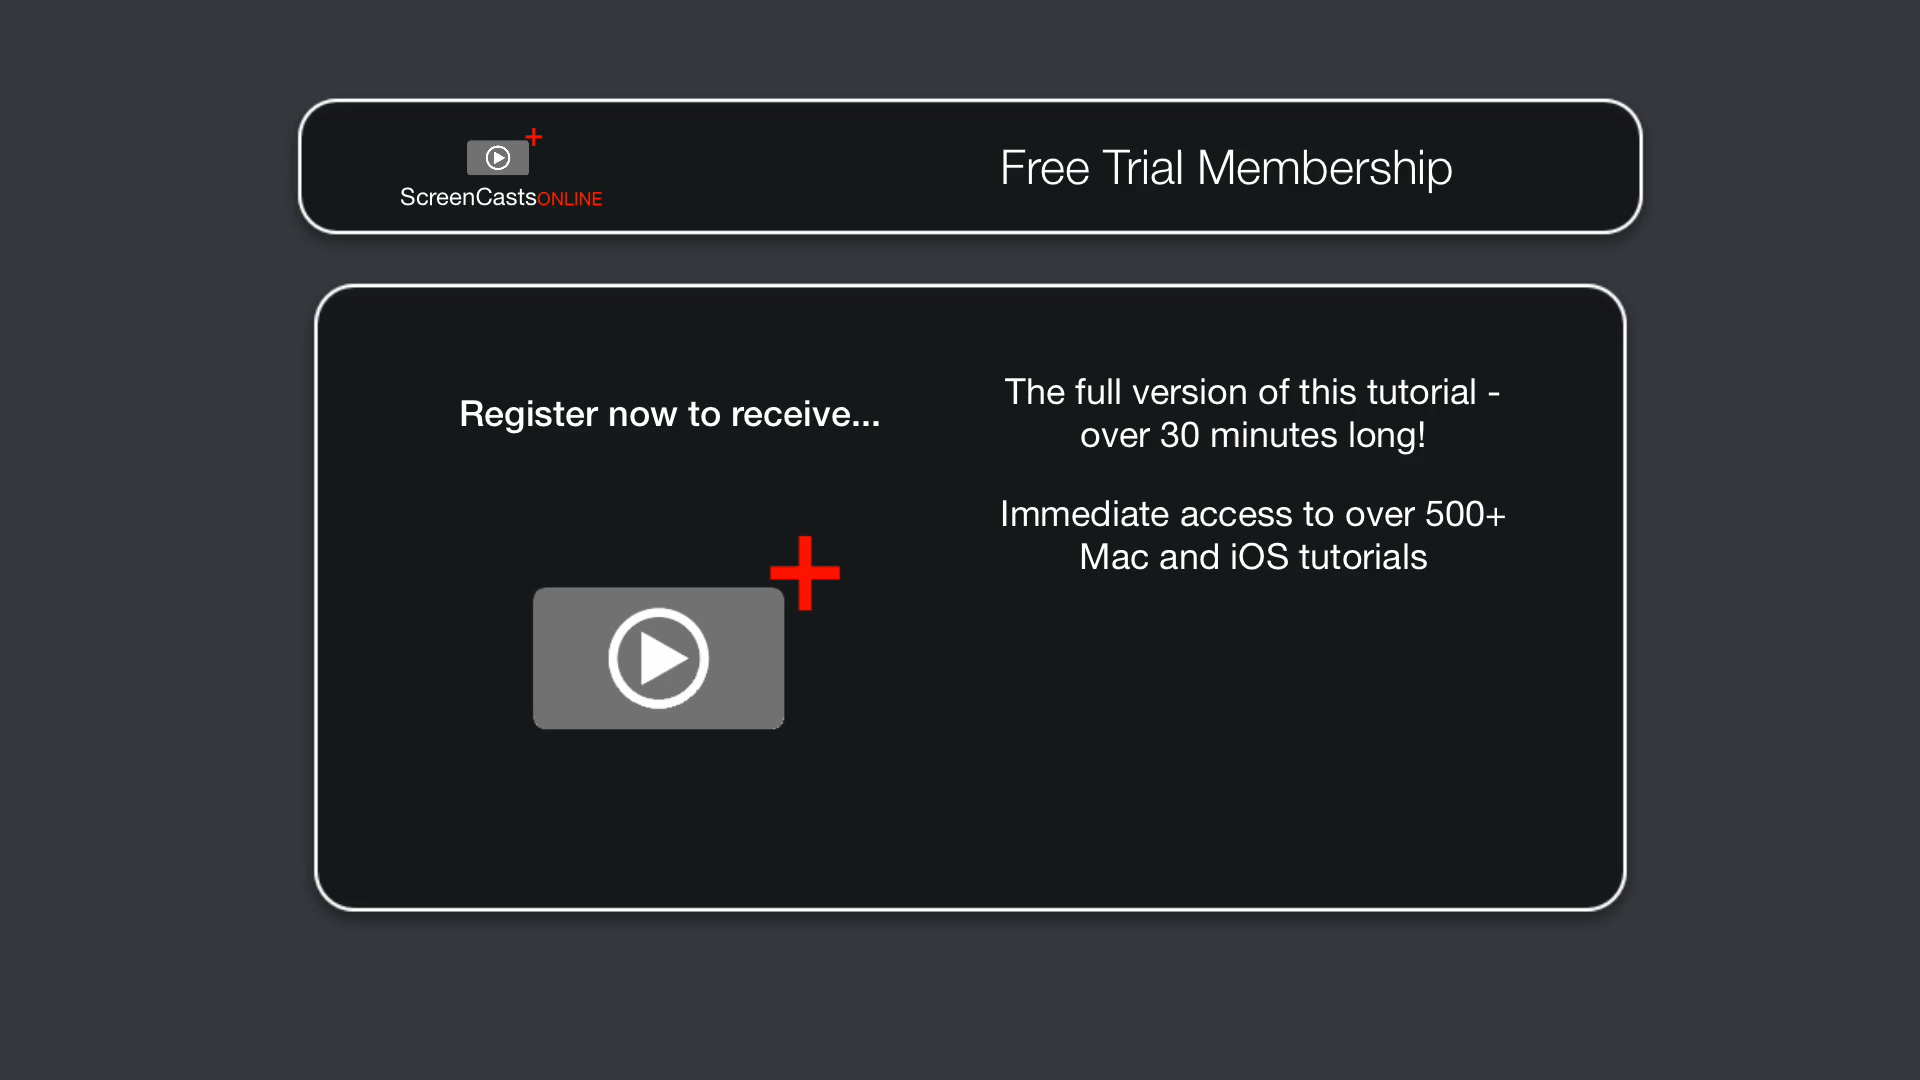 ScreenCastsONLINE
Free Trial Membership
Register now to receive...
The full version of this tutorial -
over 30 minutes long!
Immediate access to over 500+
Mac and iOS tutorials